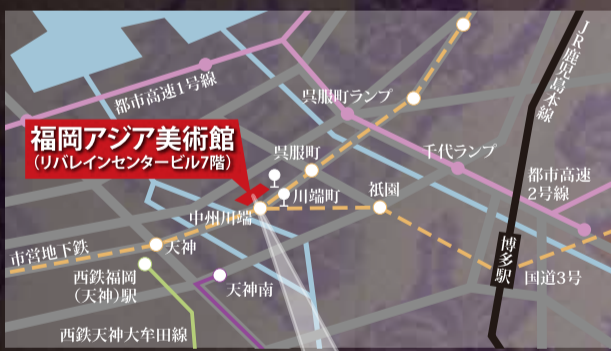 JR鹿児島本線
都市高速1号線
呉服町ランプ
福岡アジア美術館
(リバレインセンタービル7階)
呉服町
千代ランプ
都市高速
2号線
川端町
祇園
中州川端
市営地下鉄
天神
博多駅
西鉄福岡
(天神)駅
天神南
国道3号
西鉄天神大牟田線